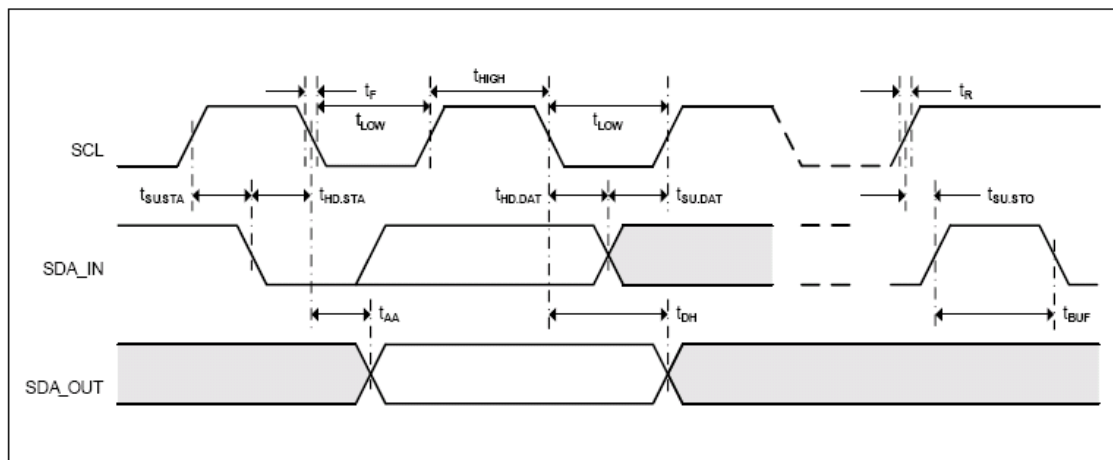 tHIGH
tF
tR
tLOW
tLOW
SCL
tSU.STA
tHD.STA
tHD.DAT
tSU.DAT
tSU.STO
SDA_IN
tAA
tDH
tBUF
SDA_OUT